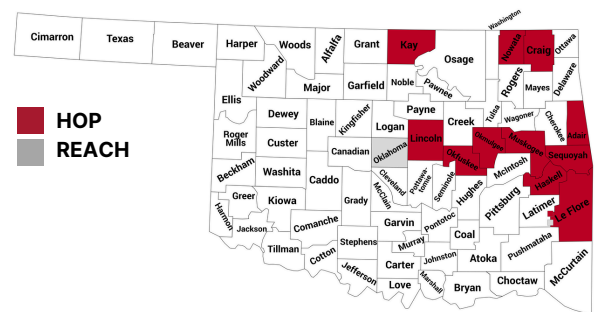 Washington
Cimarron
Texas
Beaver
Harper
Woods
Alfalfa
Grant
Kay
Osage
Nowata
Craig
Ottawa
Woodward
Major
Garfield
Noble
Pawnee
Rogers
Mayes
Delaware
Ellis
Dewey
Blaine
Kingfisher
Logan
Payne
Creek
Tulsa
Wagoner
Cherokee
Adair
HOP
REACH
Roger
Mills
Custer
Canadian
Oklahoma
Lincoln
Okfuskee
Okmulgee
Muskogee
Sequoyah
Beckham
Washita
Caddo
Grady
Cleveland
McClain
Pottawa-
tomie
Seminole
Hughes
McIntosh
Haskell
Pittsburg
Latimer
Le Flore
Greer
Kiowa
Harmon
Jackson
Comanche
Tillman
Cotton
Stephens
Jefferson
Garvin
Murray
Pontotoc
Coal
Carter
Johnston
Atoka
Pushmataha
McCurtain
Love
Marshall
Bryan
Choctaw